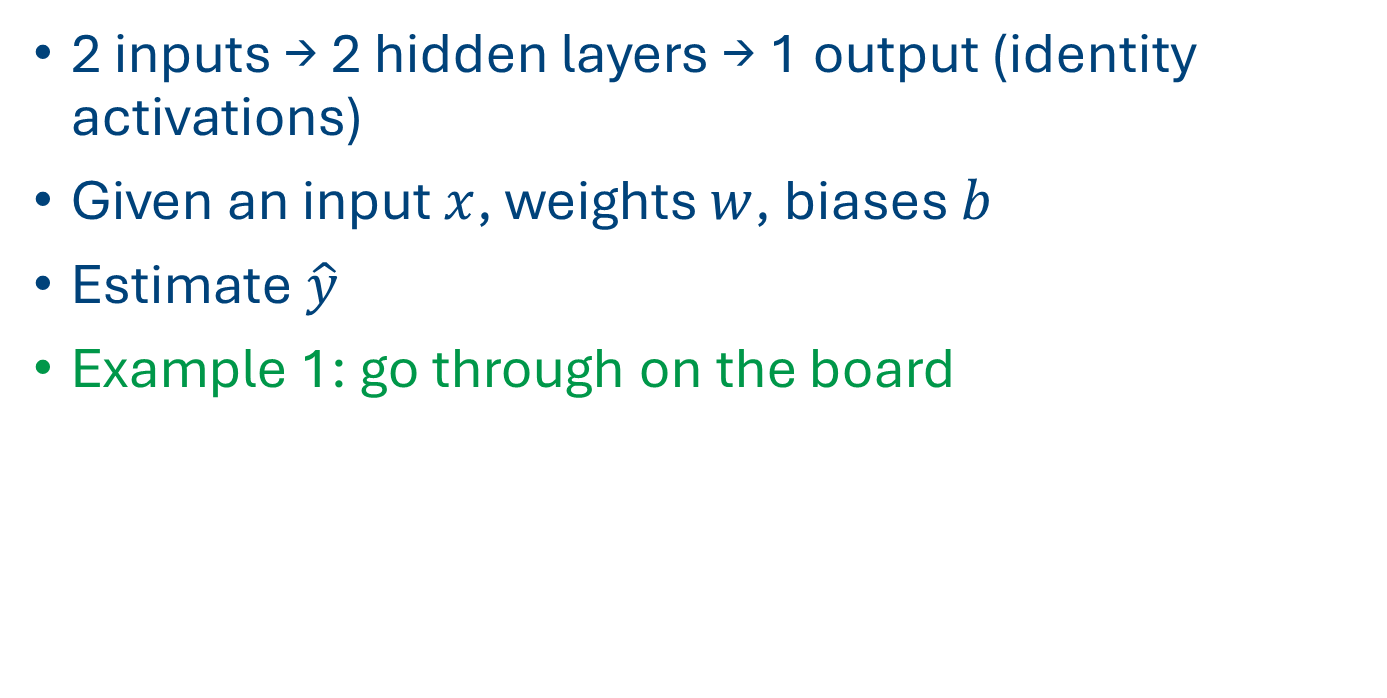 • 2 inputs → 2 hidden layers → 1 output (identity
activations)
• Given an input x, weights w, biases b
• Estimate ŷ
• Example 1: go through on the board